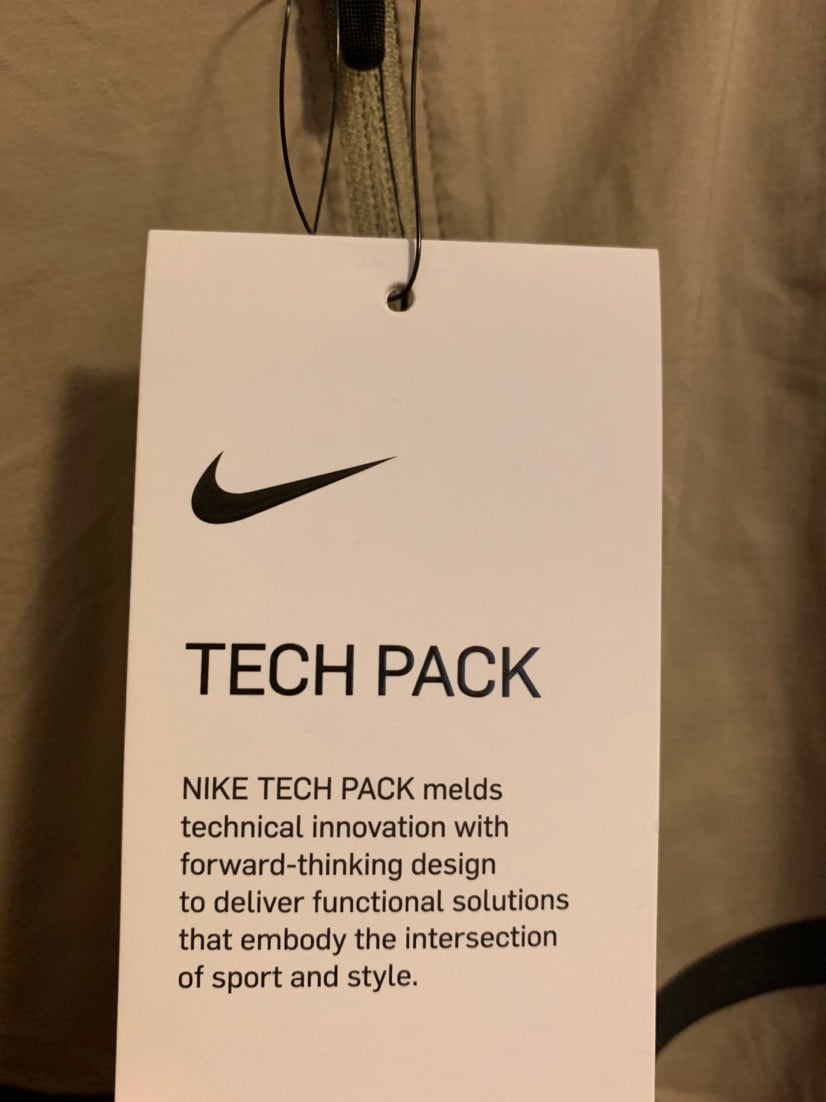 TECH PACK
NIKE TECH PACK melds
technical innovation with
forward-thinking design
to deliver functional solutions
that embody the intersection
of sport and style.